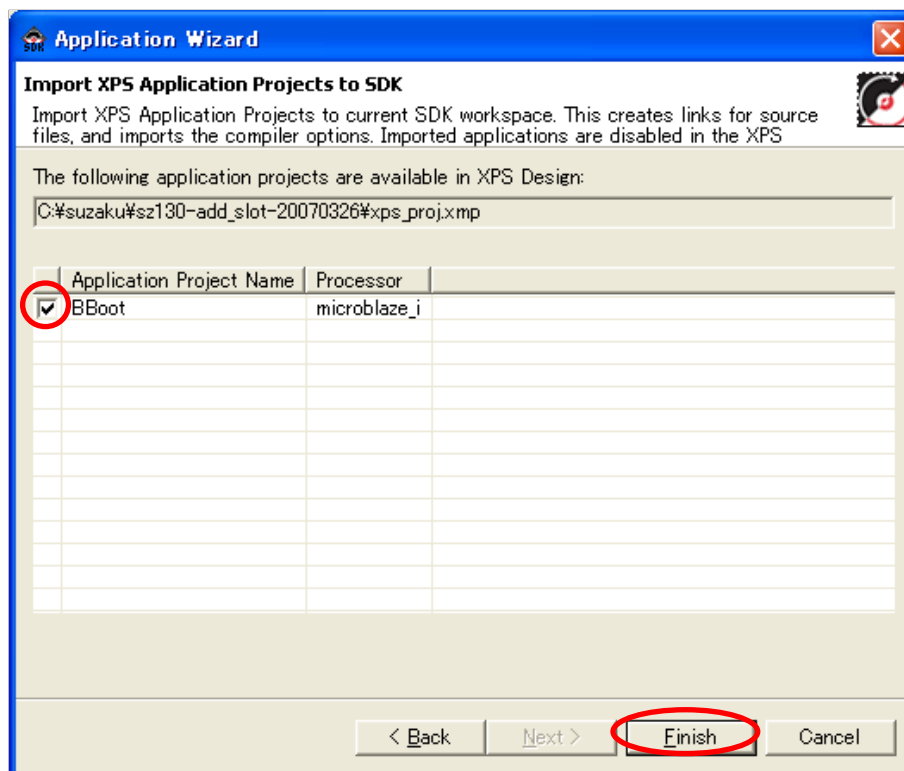 SDK Application Wizard
Import XPS Application Projects to SDK
Import XPS Application Projects to current SDK workspace. This creates links for source
files, and imports the compiler options. Imported applications are disabled in the XPS
The following application projects are available in XPS Design:
C:¥suzaku¥sz130-add_slot-20070326¥xps_proj.xmp
Application Project Name Processor
BBoot microblaze_i
< Back Next > Finish Cancel